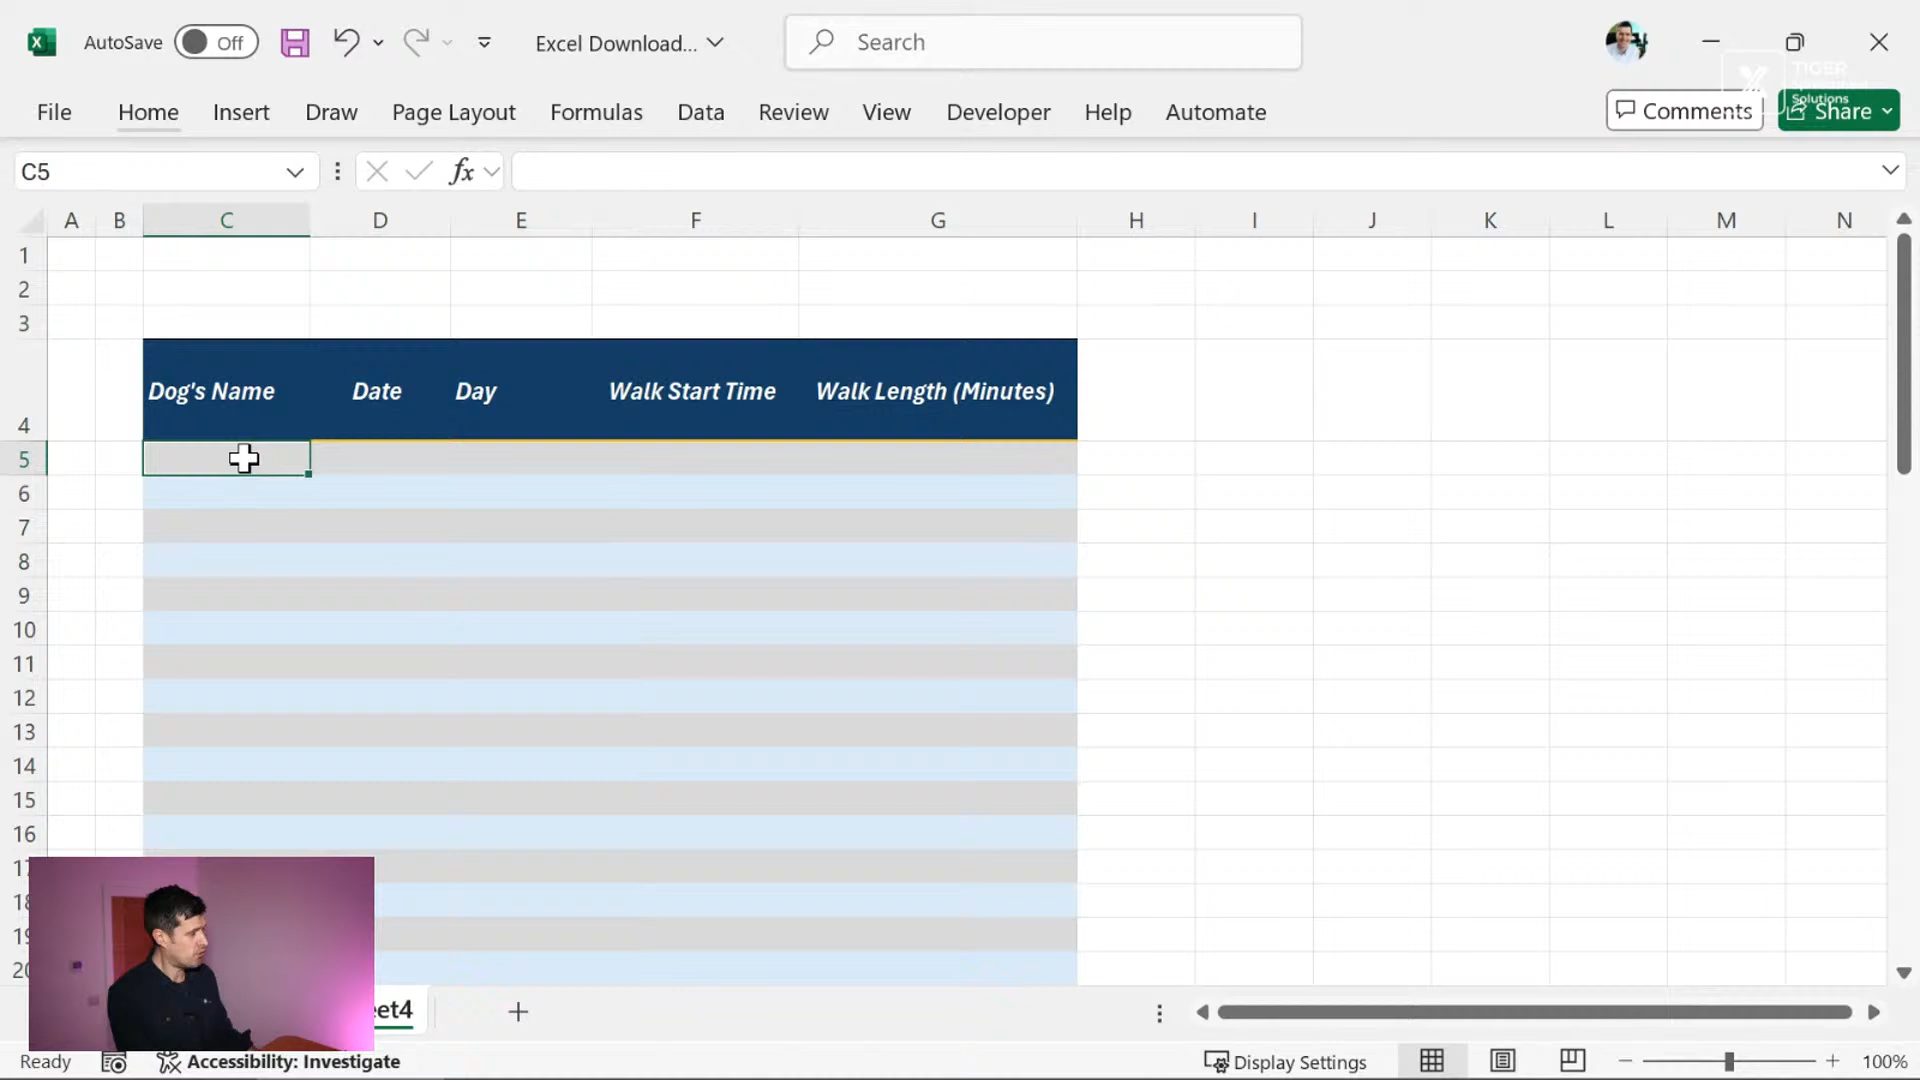 AutoSave Off Excel Download... Search
TIGER
Solutions
File Home Insert Draw Page Layout Formulas Data Review View Developer Help Automate Comments Share
C5 fx
A B C D E F G H I J K L M N
1
2
3
Dog's Name Date Day Walk Start Time Walk Length (Minutes)
4
5
6
7
8
9
10
11
12
13
14
15
16
17
18
19
20
eet4
Ready Accessibility: Investigate Display Settings 100%